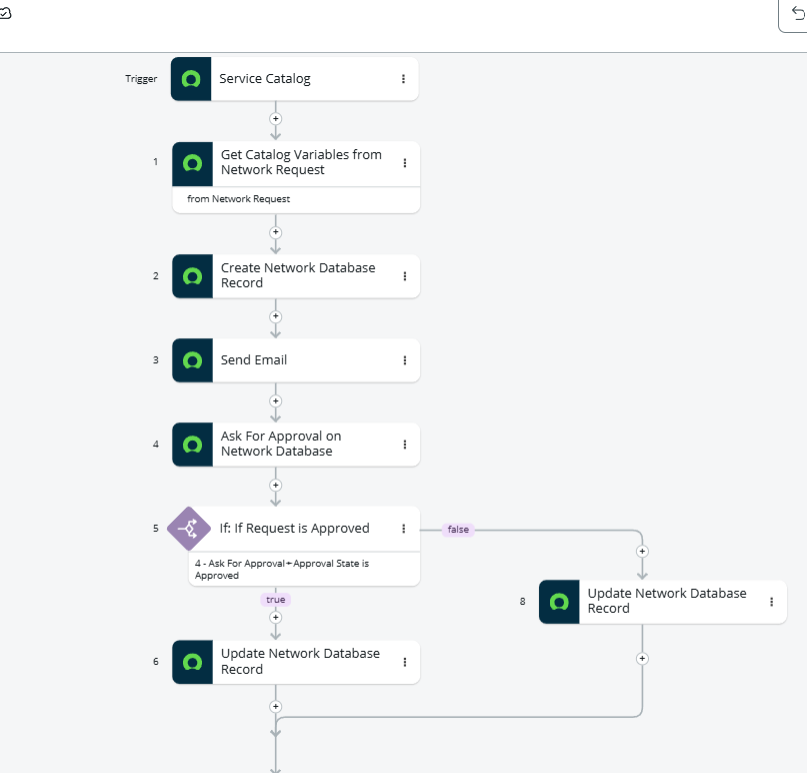 Trigger
Service Catalog
1
Get Catalog Variables from
Network Request
from Network Request
2
Create Network Database
Record
3
Send Email
4
Ask For Approval on
Network Database
5
If: If Request is Approved
false
4 - Ask For Approval➛Approval State is
Approved
true
8
Update Network Database
Record
6
Update Network Database
Record